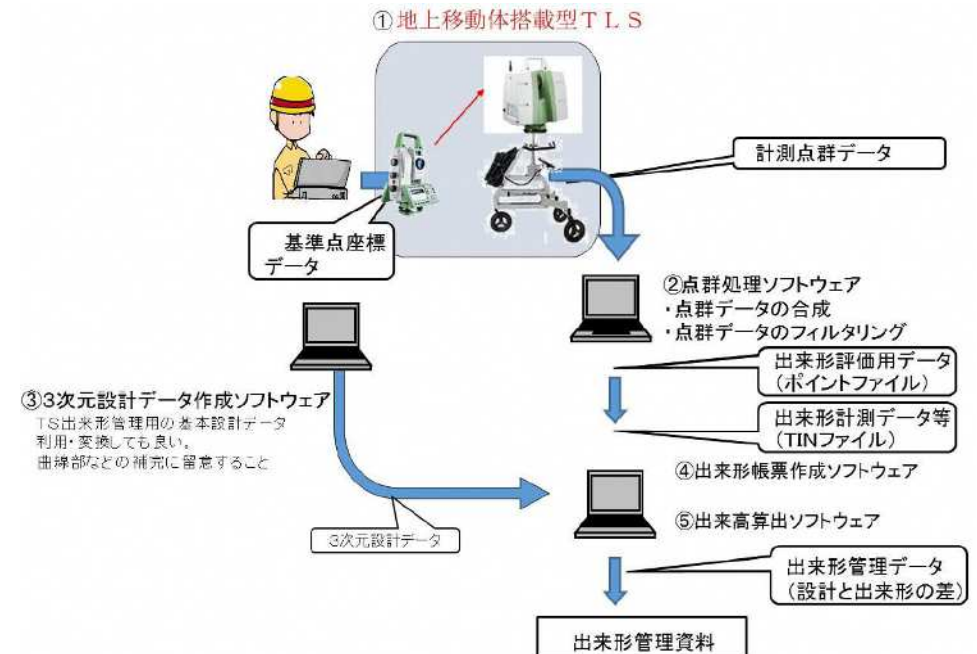 ①地上移動体搭載型TLS
計測点群データ
基準点座標
データ
②点群処理ソフトウェア
・点群データの合成
・点群データのフィルタリング
出来形評価用データ
(ポイントファイル)
③3次元設計データ作成ソフトウェア
TS出来形管理用の基本設計データ
利用・変換しても良い。
曲線部などの補完に留意すること
出来形計測データ等
(TINファイル)
④出来形帳票作成ソフトウェア
⑤出来高算出ソフトウェア
3次元設計データ
出来形管理データ
(設計と出来形の差)
出来形管理資料